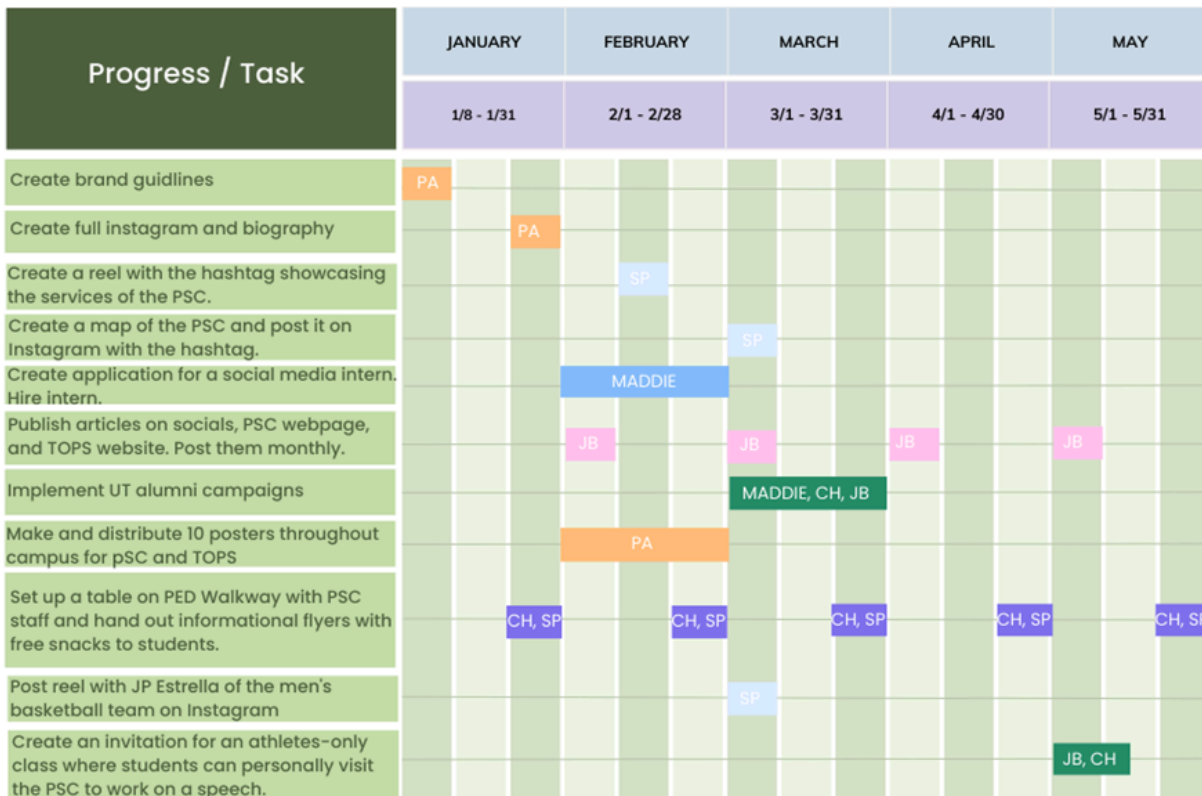 Progress / Task
JANUARY
FEBRUARY
MARCH
APRIL
MAY
1/8 - 1/31
2/1 - 2/28
3/1 - 3/31
4/1 - 4/30
5/1 - 5/31
Create brand guidlines
PA
Create full instagram and biography
PA
Create a reel with the hashtag showcasing
the services of the PSC.
SP
Create a map of the PSC and post it on
Instagram with the hashtag.
SP
Create application for a social media intern.
Hire intern.
MADDIE
Publish articles on socials, PSC webpage,
and TOPS website. Post them monthly.
JB
JB
JB
JB
Implement UT alumni campaigns
MADDIE, CH, JB
Make and distribute 10 posters throughout
campus for pSC and TOPS
PA
Set up a table on PED Walkway with PSC
staff and hand out informational flyers with
free snacks to students.
CH, SP
CH, SP
CH, SP
CH, SP
CH, SP
Post reel with JP Estrella of the men's
basketball team on Instagram
SP
Create an invitation for an athletes-only
class where students can personally visit
the PSC to work on a speech.
JB, CH